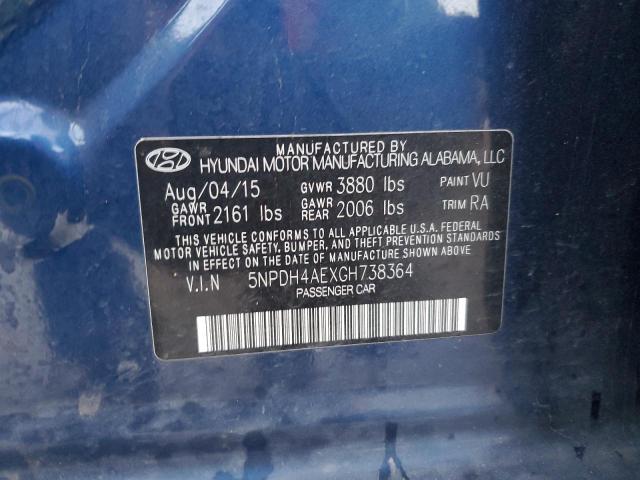 MANUFACTURED BY
HYUNDAI MOTOR MANUFACTURING ALABAMA, LLC
Aug/04/15 GVWR 3880 lbs PAINT VU
GAWR FRONT 2161 lbs GAWR REAR 2006 lbs TRIM RA
THIS VEHICLE CONFORMS TO ALL APPLICABLE U.S.A. FEDERAL
MOTOR VEHICLE SAFETY, BUMPER, AND THEFT PREVENTION STANDARDS
IN EFFECT ON THE DATE OF MANUFACTURE SHOWN ABOVE.
V.I.N 5NPDH4AEXGH738364
PASSENGER CAR